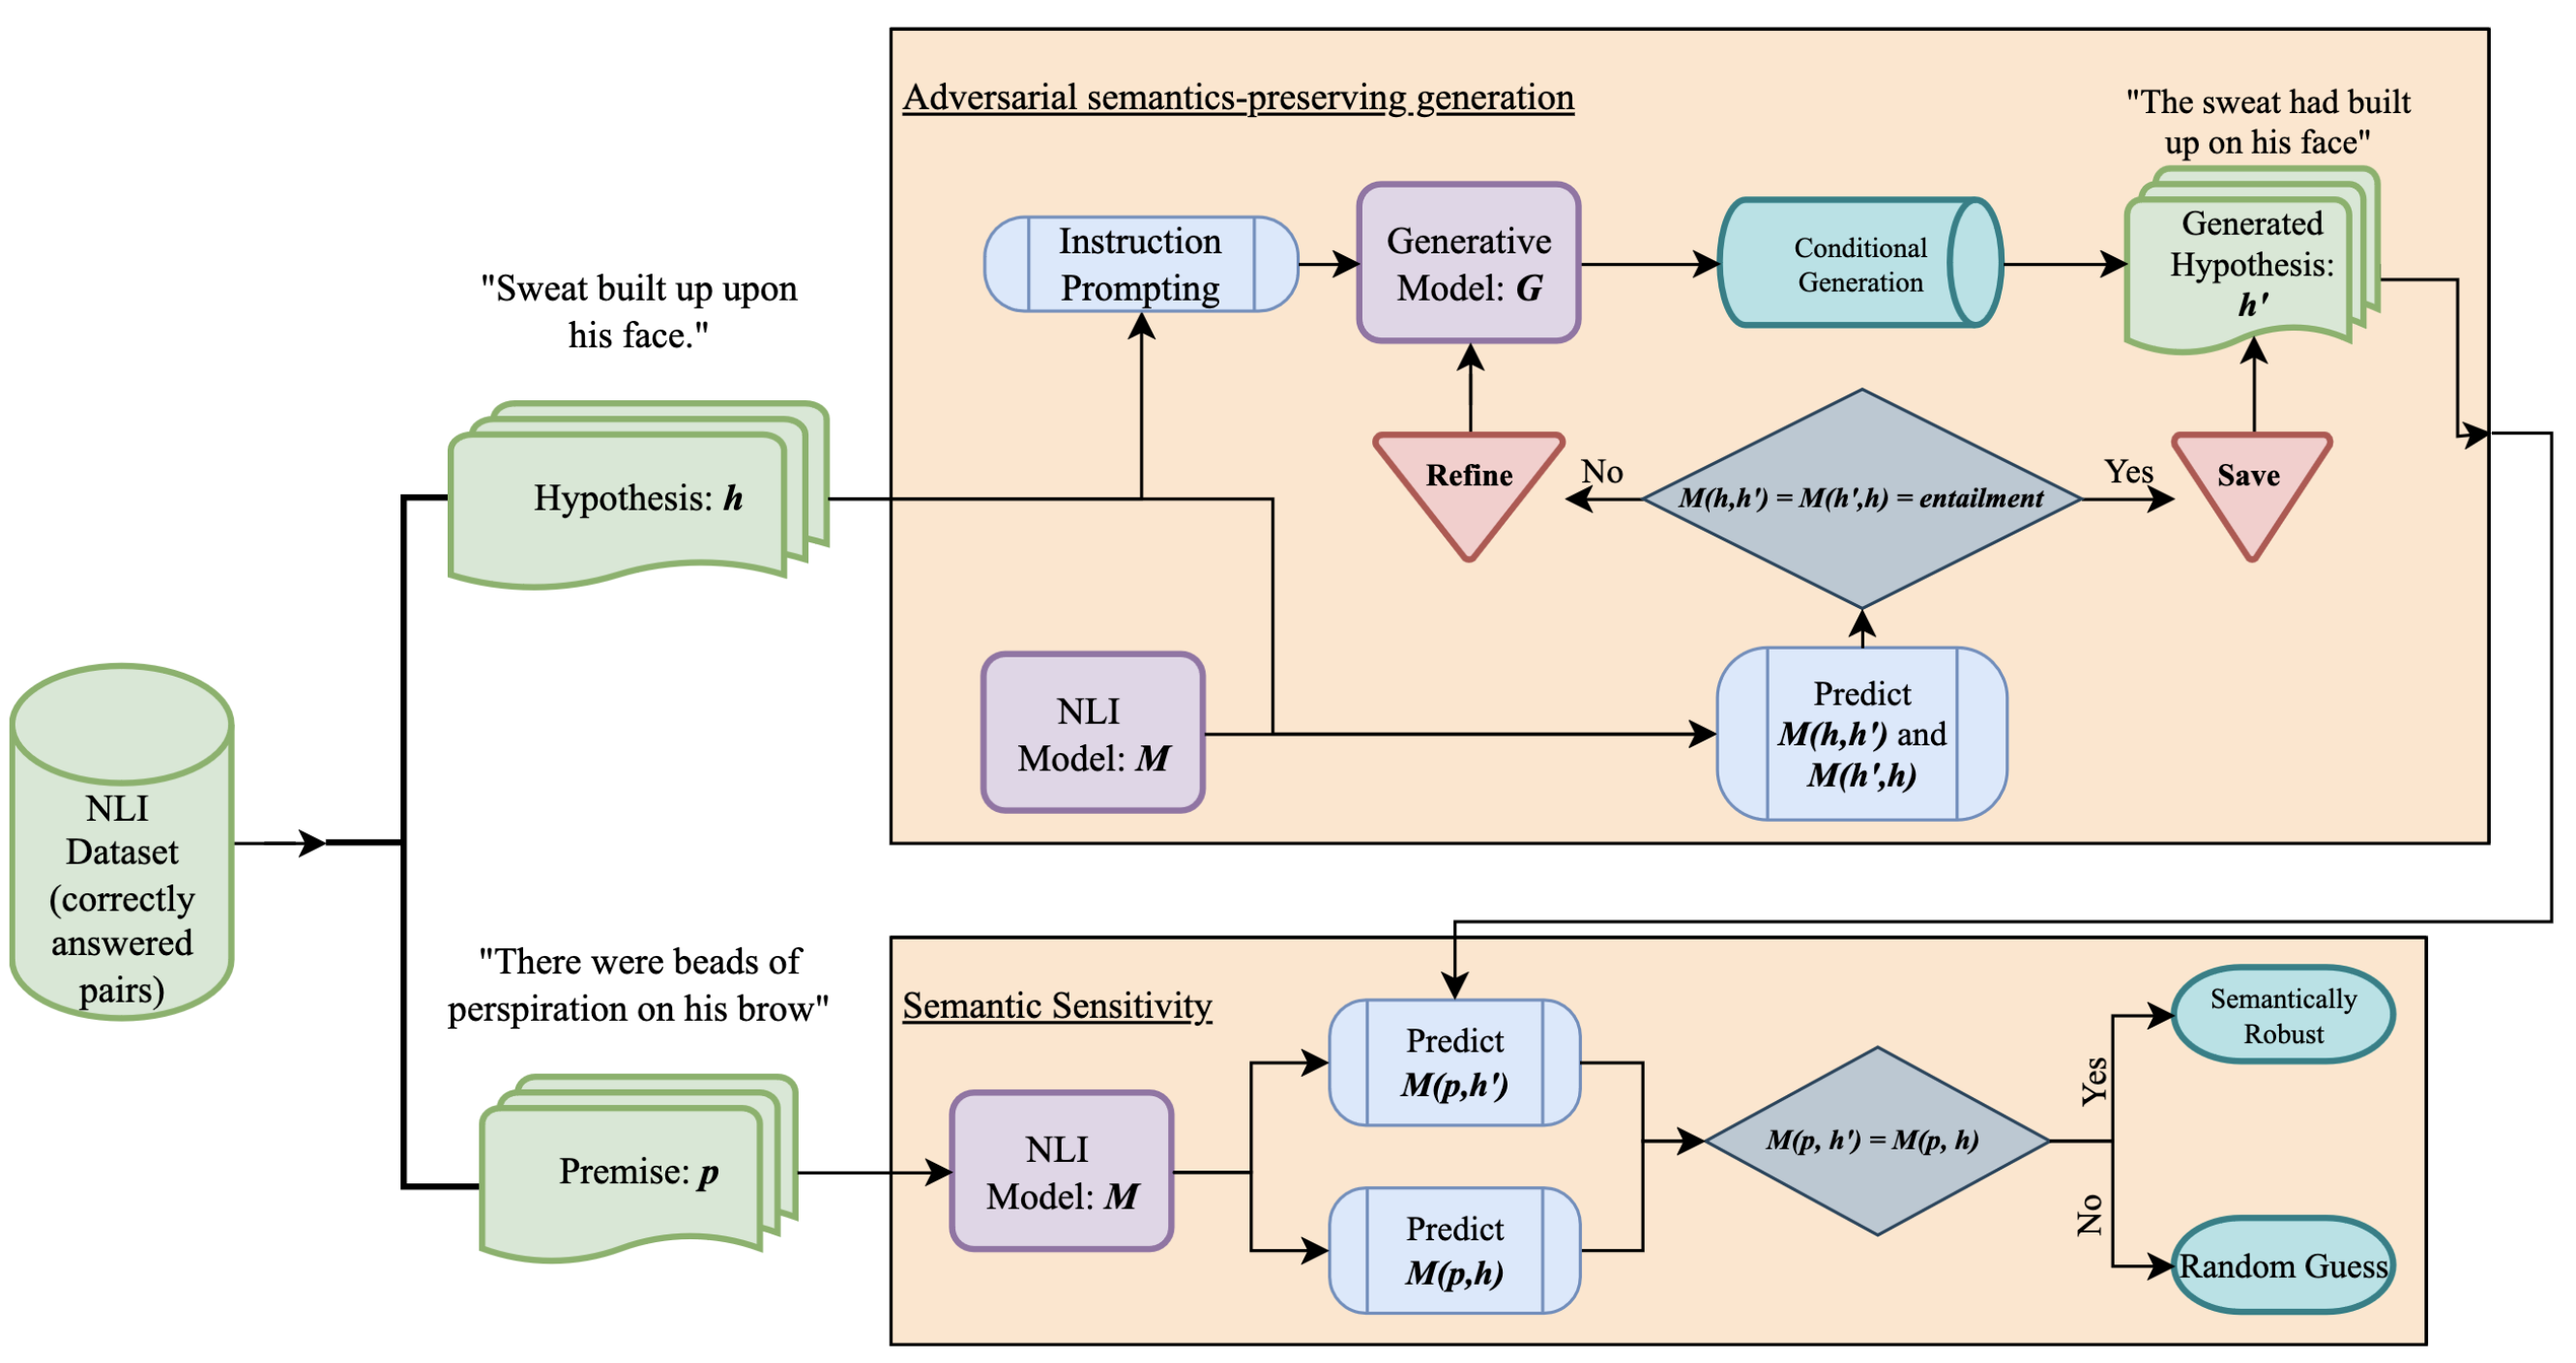 Adversarial semantics-preserving generation
"The sweat had built
up on his face"
Instruction
Prompting
Generative
Model: G
Conditional
Generation
Generated
Hypothesis:
h'
"Sweat built up upon
his face."
Hypothesis: h
Refine
No
M(h,h') = M(h',h) = entailment
Yes
Save
NLI
Model: M
Predict
M(h,h') and
M(h',h)
NLI
Dataset
(correctly
answered
pairs)
"There were beads of
perspiration on his brow"
Premise: p
Semantic Sensitivity
NLI
Model: M
Predict
M(p,h')
Predict
M(p,h)
M(p, h') = M(p, h)
Yes
No
Semantically
Robust
Random Guess